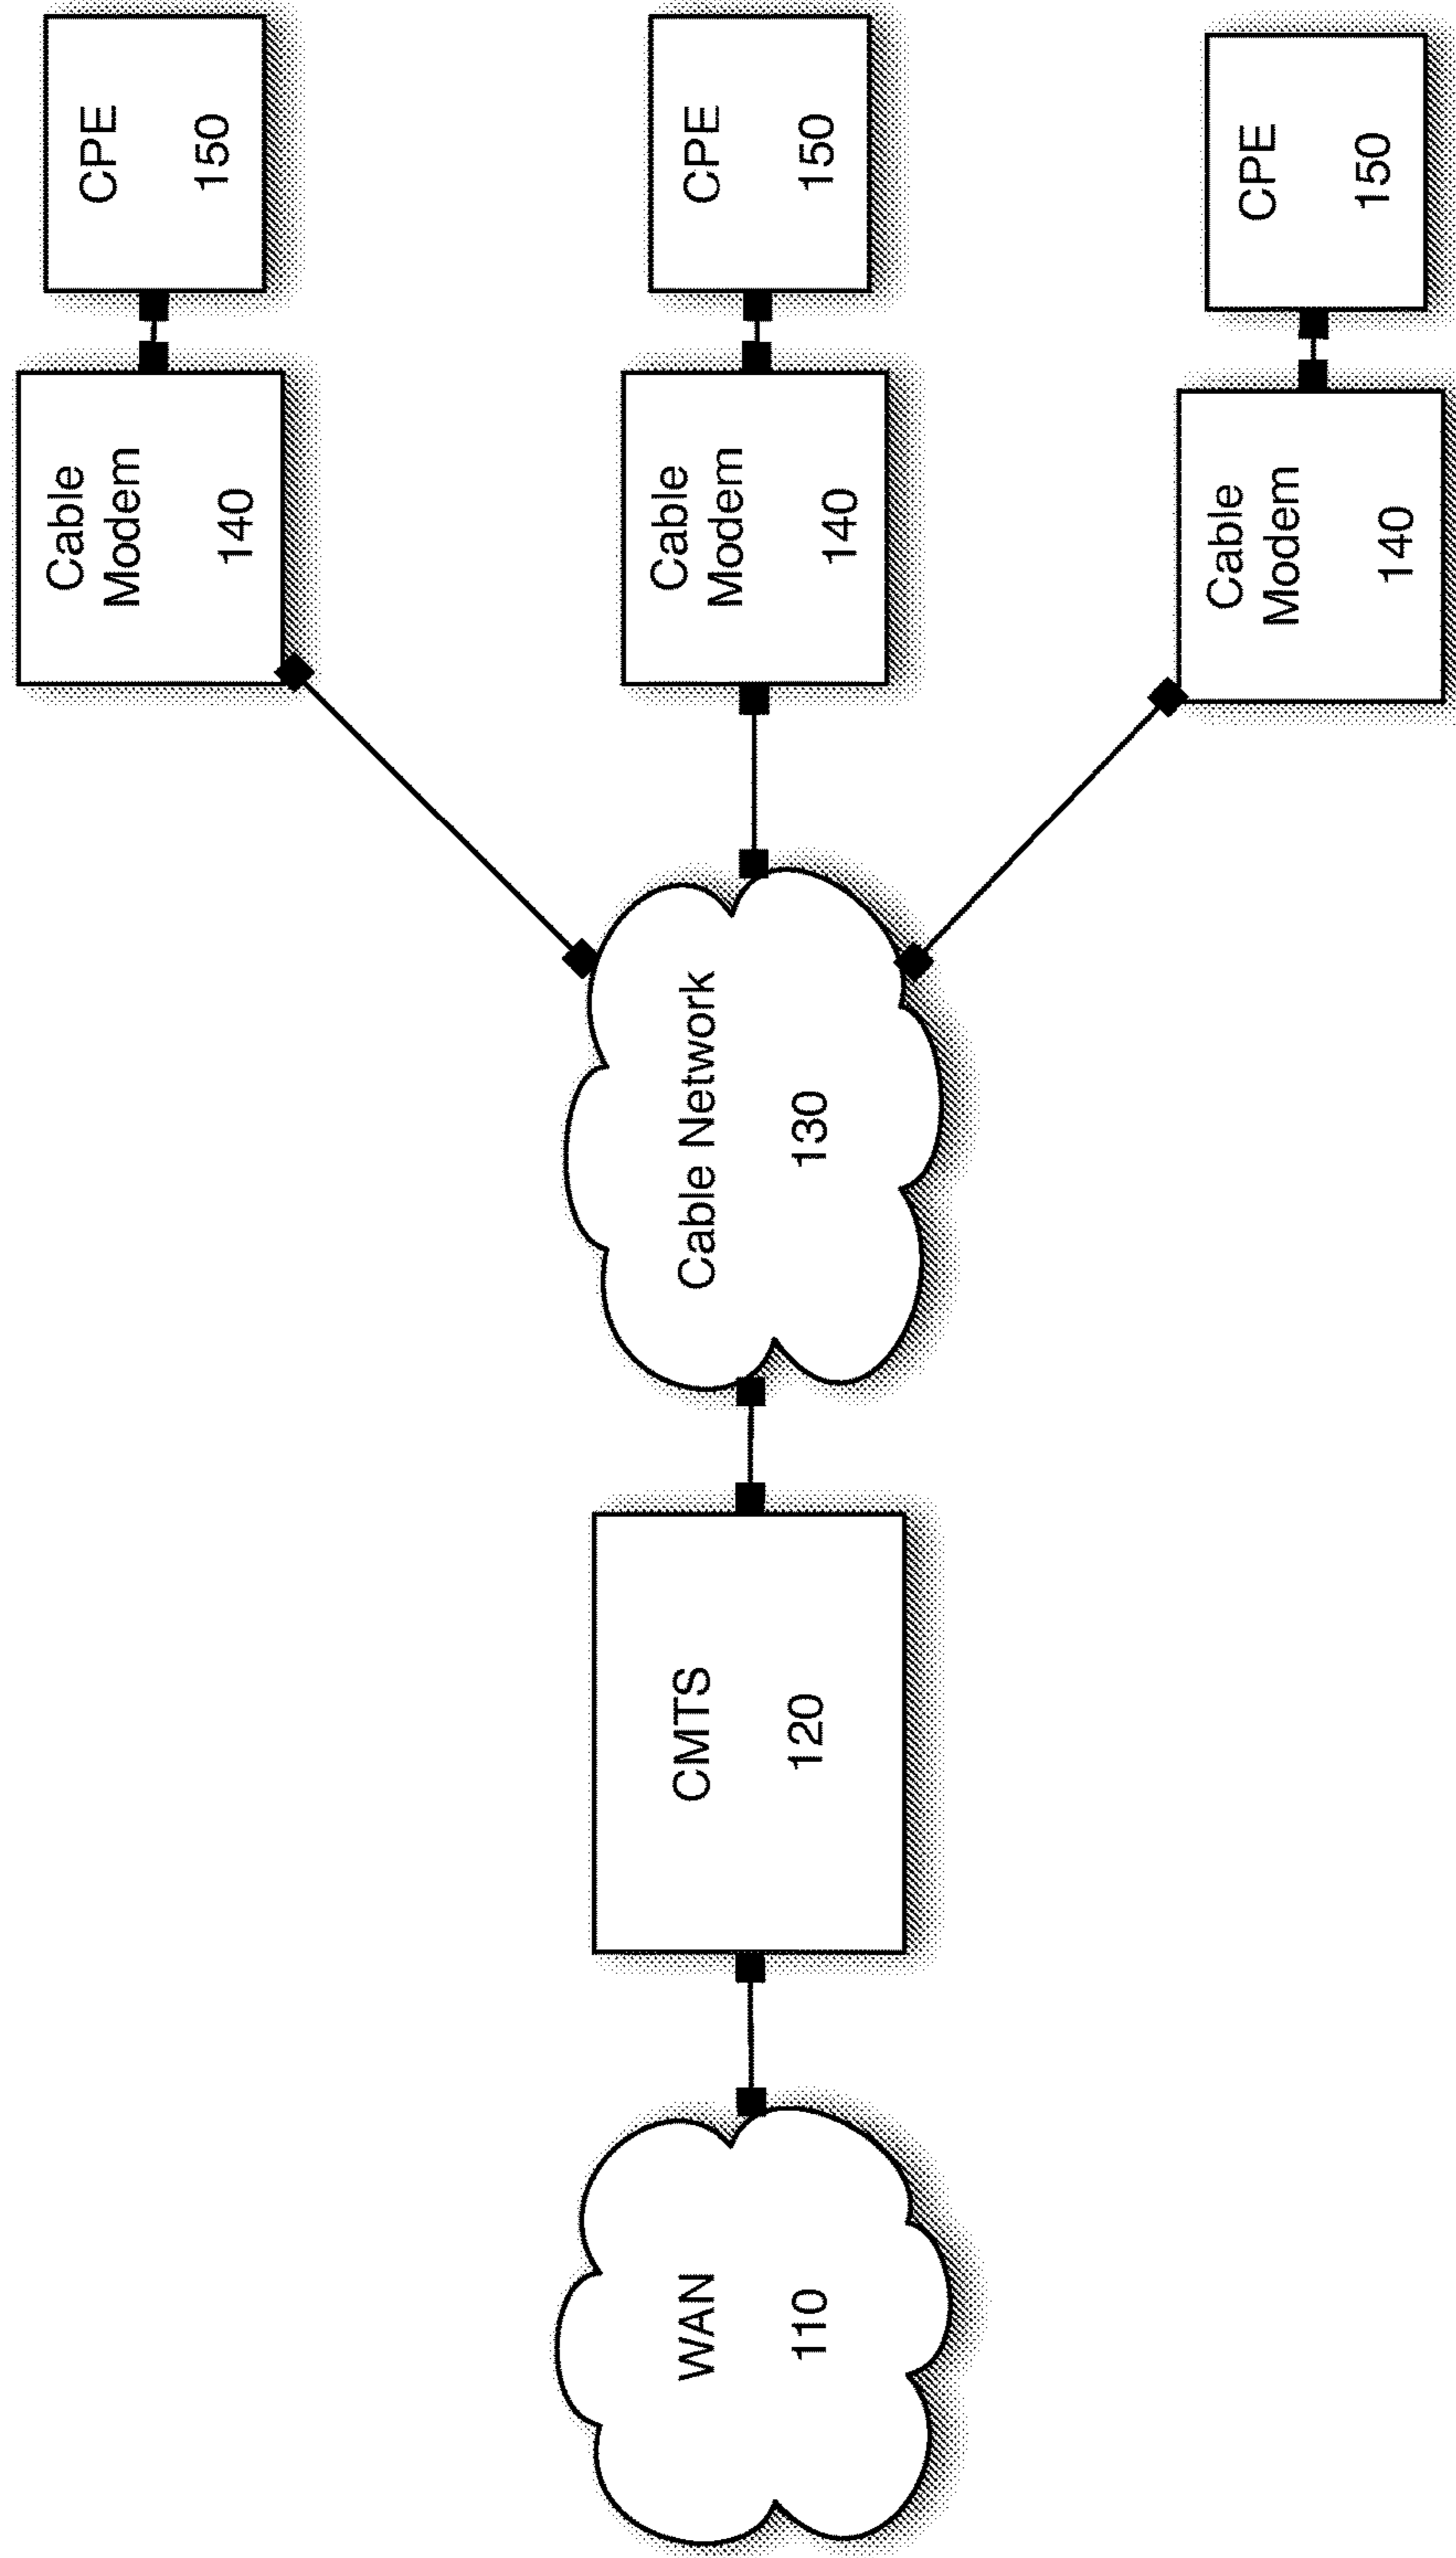 CPE
150
Cable
Modem
140
CPE
150
Cable
Modem
140
CPE
150
Cable
Modem
140
Cable Network
130
CMTS
120
WAN
110